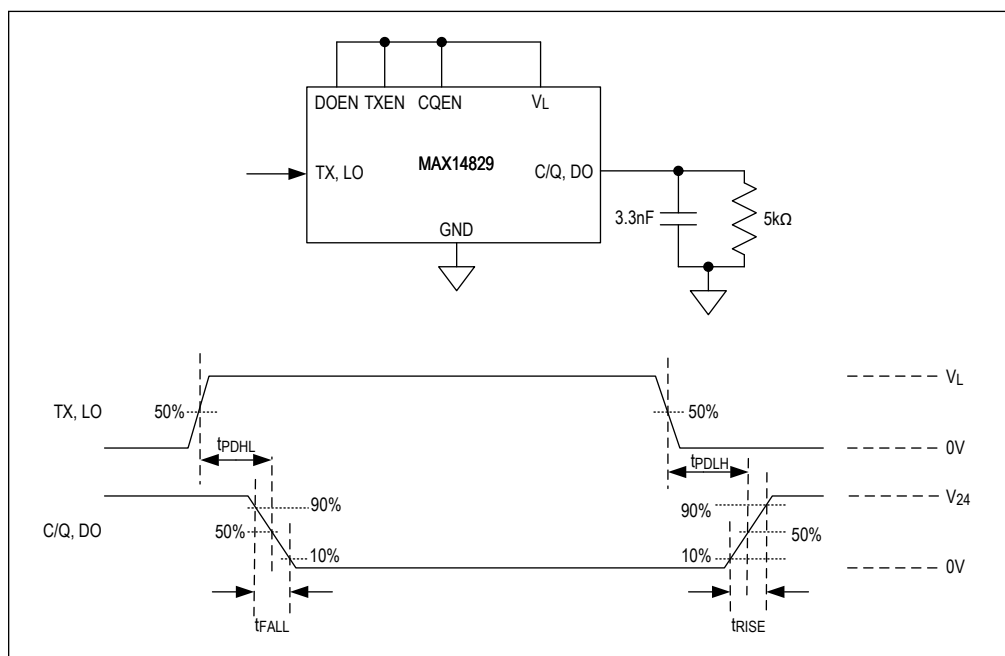 DOEN TXEN CQEN VL
TX, LO MAX14829 C/Q, DO
GND
3.3nF 5kΩ
VL
TX, LO 50% 50%
0V
tPDHL tPDLH
V24
90% 90%
C/Q, DO 50% 50%
10% 10%
0V
tFALL tRISE